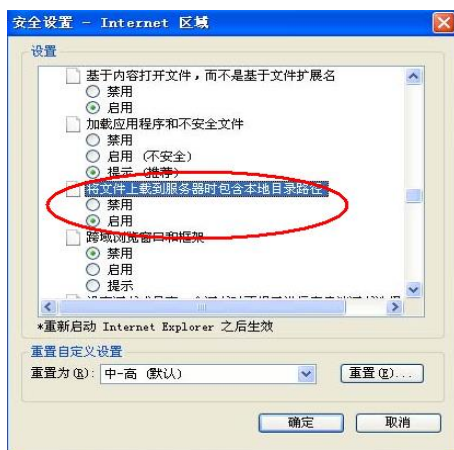 安全设置 - Internet 区域
设置
基于内容打开文件，而不是基于文件扩展名
禁用
启用
加载应用程序和不安全文件
禁用
启用 (不安全)
提示 (推荐)
将文件上载到服务器时包含本地目录路径
禁用
启用
跨域浏览窗口和框架
禁用
启用
提示
*重新启动 Internet Explorer 之后生效
重置自定义设置
重置为(R): 中-高 (默认)
重置(E)...
确定
取消